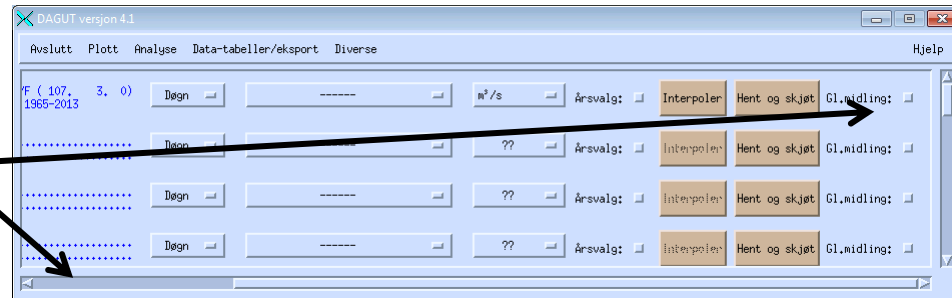 DAGUT versjon 4.1
Avslutt Plott Analyse Data-tabeller/eksport Diverse Hjelp
F ( 107. 3. 0) Døgn ------ m³/s Årsvalg: Interpoler Hent og skjøt Gl.midling:
1965-2013
.................. Døgn ------ ?? Årsvalg: Interpoler Hent og skjøt Gl.midling:
..................
.................. Døgn ------ ?? Årsvalg: Interpoler Hent og skjøt Gl.midling:
..................
.................. Døgn ------ ?? Årsvalg: Interpoler Hent og skjøt Gl.midling:
..................